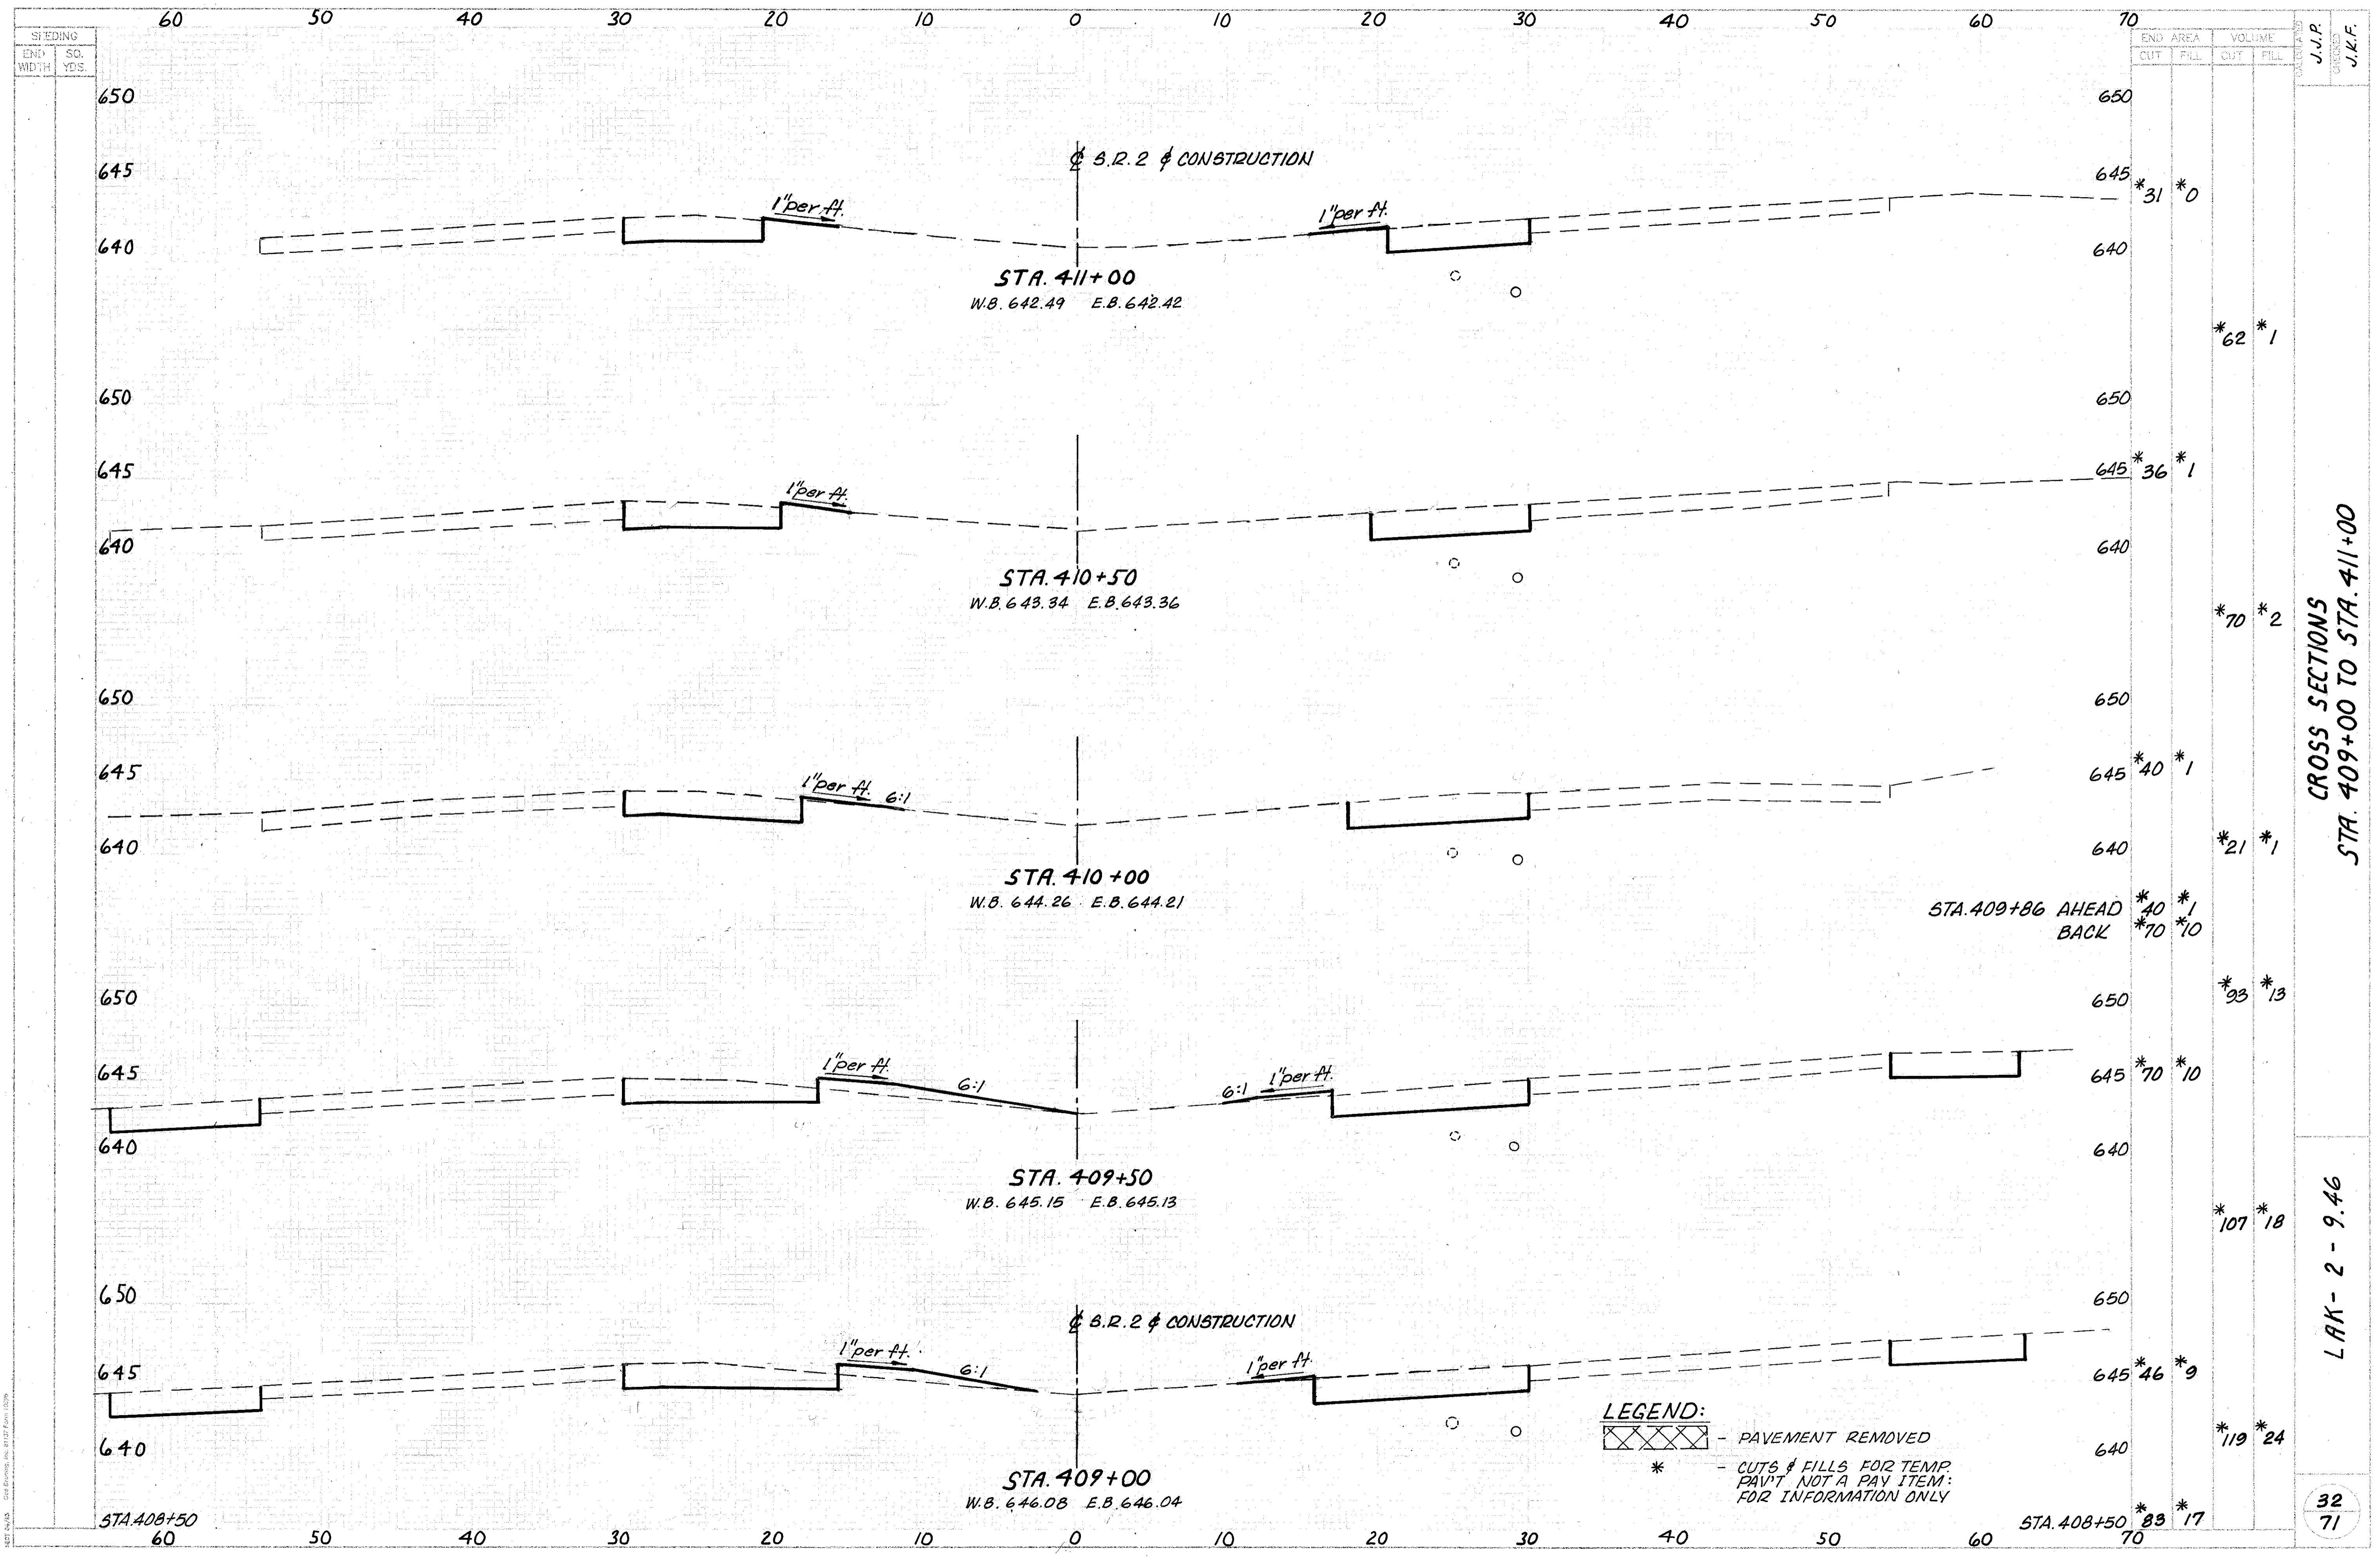 60 50 40 30 20 10 0 10 20 30 40 50 60 70
SEEDING
END WIDTH
SQ. YDS.
END AREA
VOLUME
CUT FILL CUT FILL
CALCULATED
J.J.P.
CHECKED
J.K.F.
650 650
℄ S.R.2 & CONSTRUCTION
645 645
*31 *0
1"per ft. 1"per ft.
640 640
STA. 411+00
W.B. 642.49 E.B. 642.42
*62 *1
650 650
645 645
*36 *1
1"per ft.
640 640
STA. 410+50
W.B. 643.34 E.B. 643.36
*70 *2
650 650
645 645
*40 *1
1"per ft. 6:1
640 640
*21 *1
STA. 410+00
W.B. 644.26 E.B. 644.21
STA. 409+86 AHEAD *40 *1
BACK *70 *10
650 650
*93 *13
645 645
*70 *10
1"per ft. 6:1 6:1 1"per ft.
640 640
STA. 409+50
W.B. 645.15 E.B. 645.13
*107 *18
650 650
℄ S.R.2 & CONSTRUCTION
645 645
*46 *9
1"per ft. 6:1 1"per ft.
640 640
*119 *24
STA. 409+00
W.B. 646.08 E.B. 646.04
LEGEND:
- PAVEMENT REMOVED
* - CUTS & FILLS FOR TEMP.
PAV'T NOT A PAY ITEM:
FOR INFORMATION ONLY
STA. 408+50 STA. 408+50 *83 *17
60 50 40 30 20 10 0 10 20 30 40 50 60 70
CROSS SECTIONS
STA. 409+00 TO STA. 411+00
LAK - 2 - 9.46
32
71